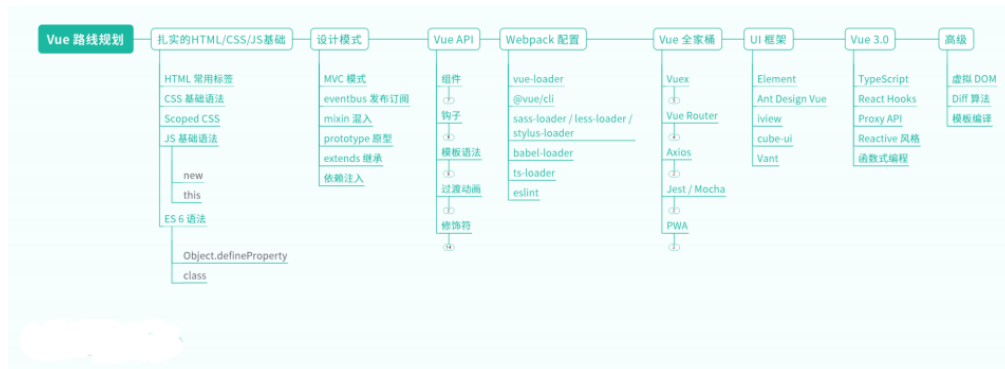 Vue 路线规划
扎实的HTML/CSS/JS基础
设计模式
Vue API
Webpack 配置
Vue 全家桶
UI 框架
Vue 3.0
高级
HTML 常用标签
CSS 基础语法
Scoped CSS
JS 基础语法
new
this
ES 6 语法
Object.defineProperty
class
MVC 模式
eventbus 发布订阅
mixin 混入
prototype 原型
extends 继承
依赖注入
组件
钩子
模板语法
过渡动画
修饰符
14
vue-loader
@vue/cli
sass-loader / less-loader /
stylus-loader
babel-loader
ts-loader
eslint
Vuex
Vue Router
Axios
Jest / Mocha
PWA
Element
Ant Design Vue
iview
cube-ui
Vant
TypeScript
React Hooks
Proxy API
Reactive 风格
函数式编程
虚拟 DOM
Diff 算法
模板编译